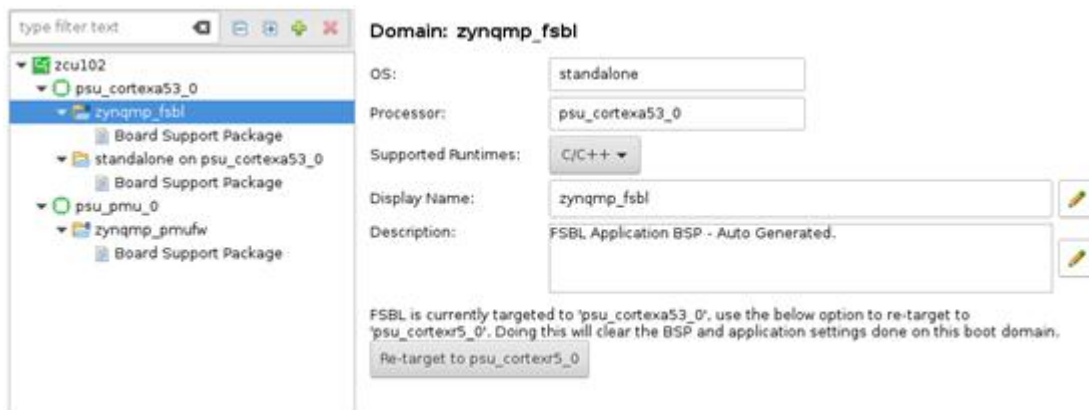 type filter text
zcu102
psu_cortexa53_0
zynqmp_fsbl
Board Support Package
standalone on psu_cortexa53_0
Board Support Package
psu_pmu_0
zynqmp_pmufw
Board Support Package
Domain: zynqmp_fsbl
OS: standalone
Processor: psu_cortexa53_0
Supported Runtimes: C/C++
Display Name: zynqmp_fsbl
Description: FSBL Application BSP - Auto Generated.
FSBL is currently targeted to 'psu_cortexa53_0', use the below option to re-target to
'psu_cortexr5_0'. Doing this will clear the BSP and application settings done on this boot domain.
Re-target to psu_cortexr5_0